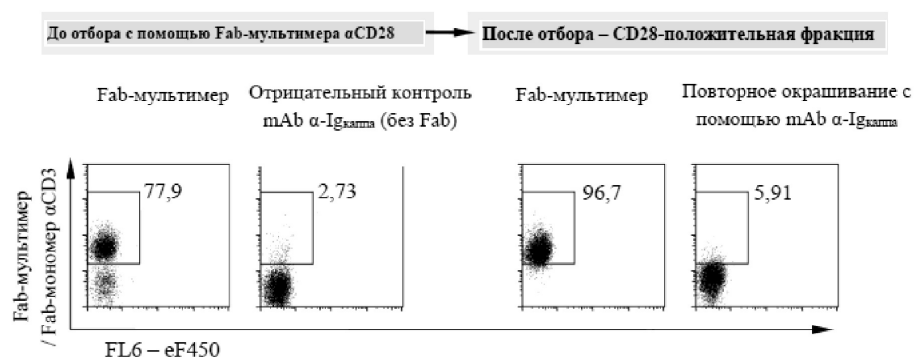 До отбора с помощью Fab-мультимера αCD28
После отбора – CD28-положительная фракция
Fab-мультимер
Отрицательный контроль
mAb α-Igкаппа (без Fab)
Fab-мультимер
Повторное окрашивание с
помощью mAb α-Igкаппа
77,9
2,73
96,7
5,91
Fab-мультимер
/ Fab-мономер αCD3
FL6 – eF450